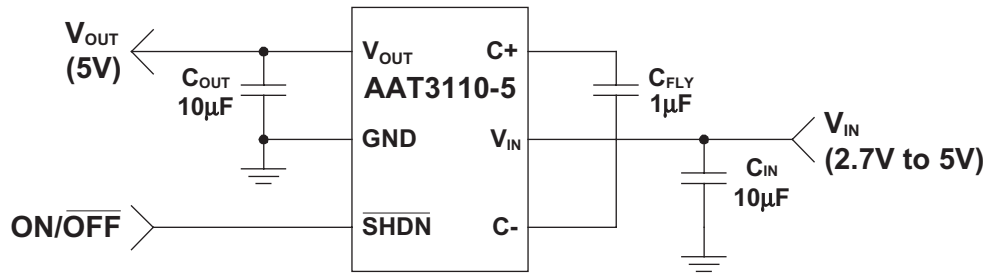 VOUT
(5V)
COUT
10μF
ON/OFF
VOUT
AAT3110-5
GND
SHDN
C+
VIN
C-
CFLY
1μF
CIN
10μF
VIN
(2.7V to 5V)